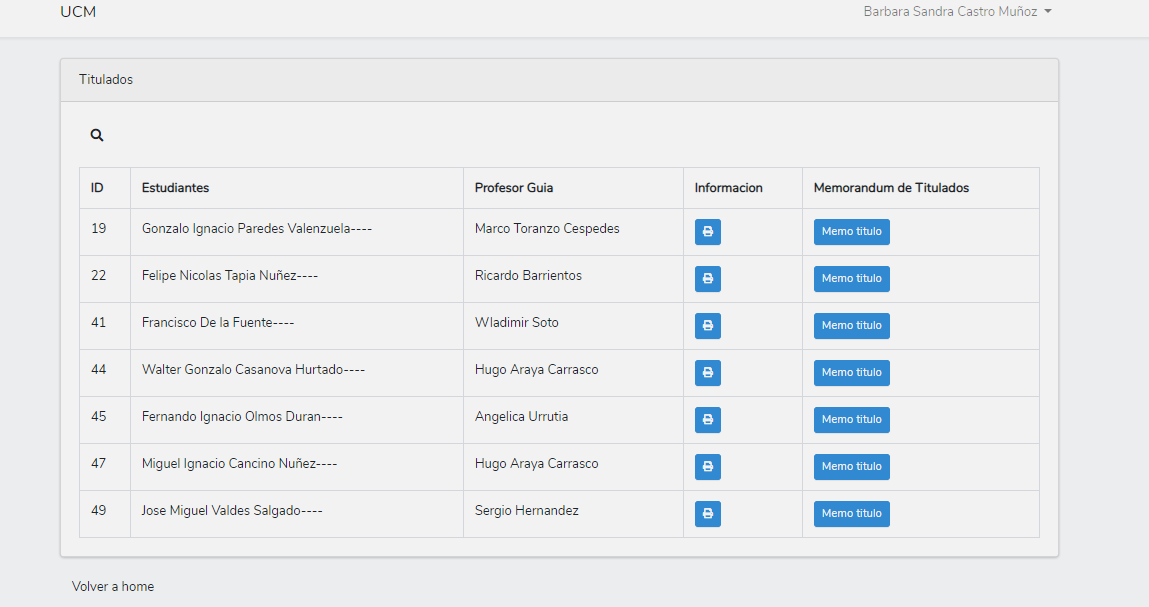 UCM Barbara Sandra Castro Muñoz
Titulados
ID Estudiantes Profesor Guia Informacion Memorandum de Titulados
19 Gonzalo Ignacio Paredes Valenzuela---- Marco Toranzo Cespedes Memo titulo
22 Felipe Nicolas Tapia Nuñez---- Ricardo Barrientos Memo titulo
41 Francisco De la Fuente---- Wladimir Soto Memo titulo
44 Walter Gonzalo Casanova Hurtado---- Hugo Araya Carrasco Memo titulo
45 Fernando Ignacio Olmos Duran---- Angelica Urrutia Memo titulo
47 Miguel Ignacio Cancino Nuñez---- Hugo Araya Carrasco Memo titulo
49 Jose Miguel Valdes Salgado---- Sergio Hernandez Memo titulo
Volver a home